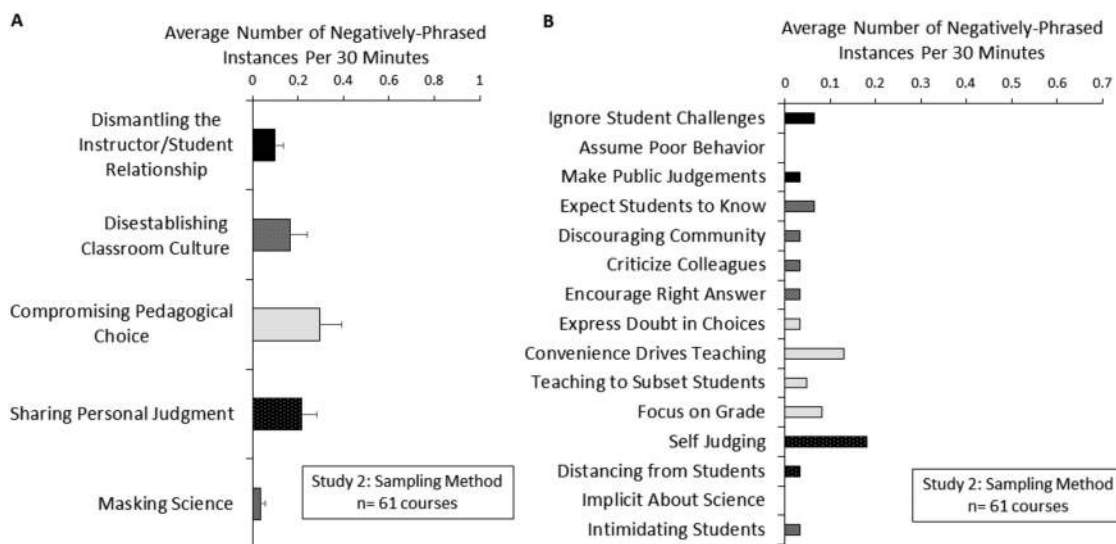 A
Average Number of Negatively-Phrased
Instances Per 30 Minutes
0 0.2 0.4 0.6 0.8 1
Dismantling the
Instructor/Student
Relationship
Disestablishing
Classroom Culture
Compromising Pedagogical
Choice
Sharing Personal Judgment
Masking Science
Study 2: Sampling Method
n= 61 courses
B
Average Number of Negatively-Phrased
Instances Per 30 Minutes
0 0.1 0.2 0.3 0.4 0.5 0.6 0.7
Ignore Student Challenges
Assume Poor Behavior
Make Public Judgements
Expect Students to Know
Discouraging Community
Criticize Colleagues
Encourage Right Answer
Express Doubt in Choices
Convenience Drives Teaching
Teaching to Subset Students
Focus on Grade
Self Judging
Distancing from Students
Implicit About Science
Intimidating Students
Study 2: Sampling Method
n= 61 courses